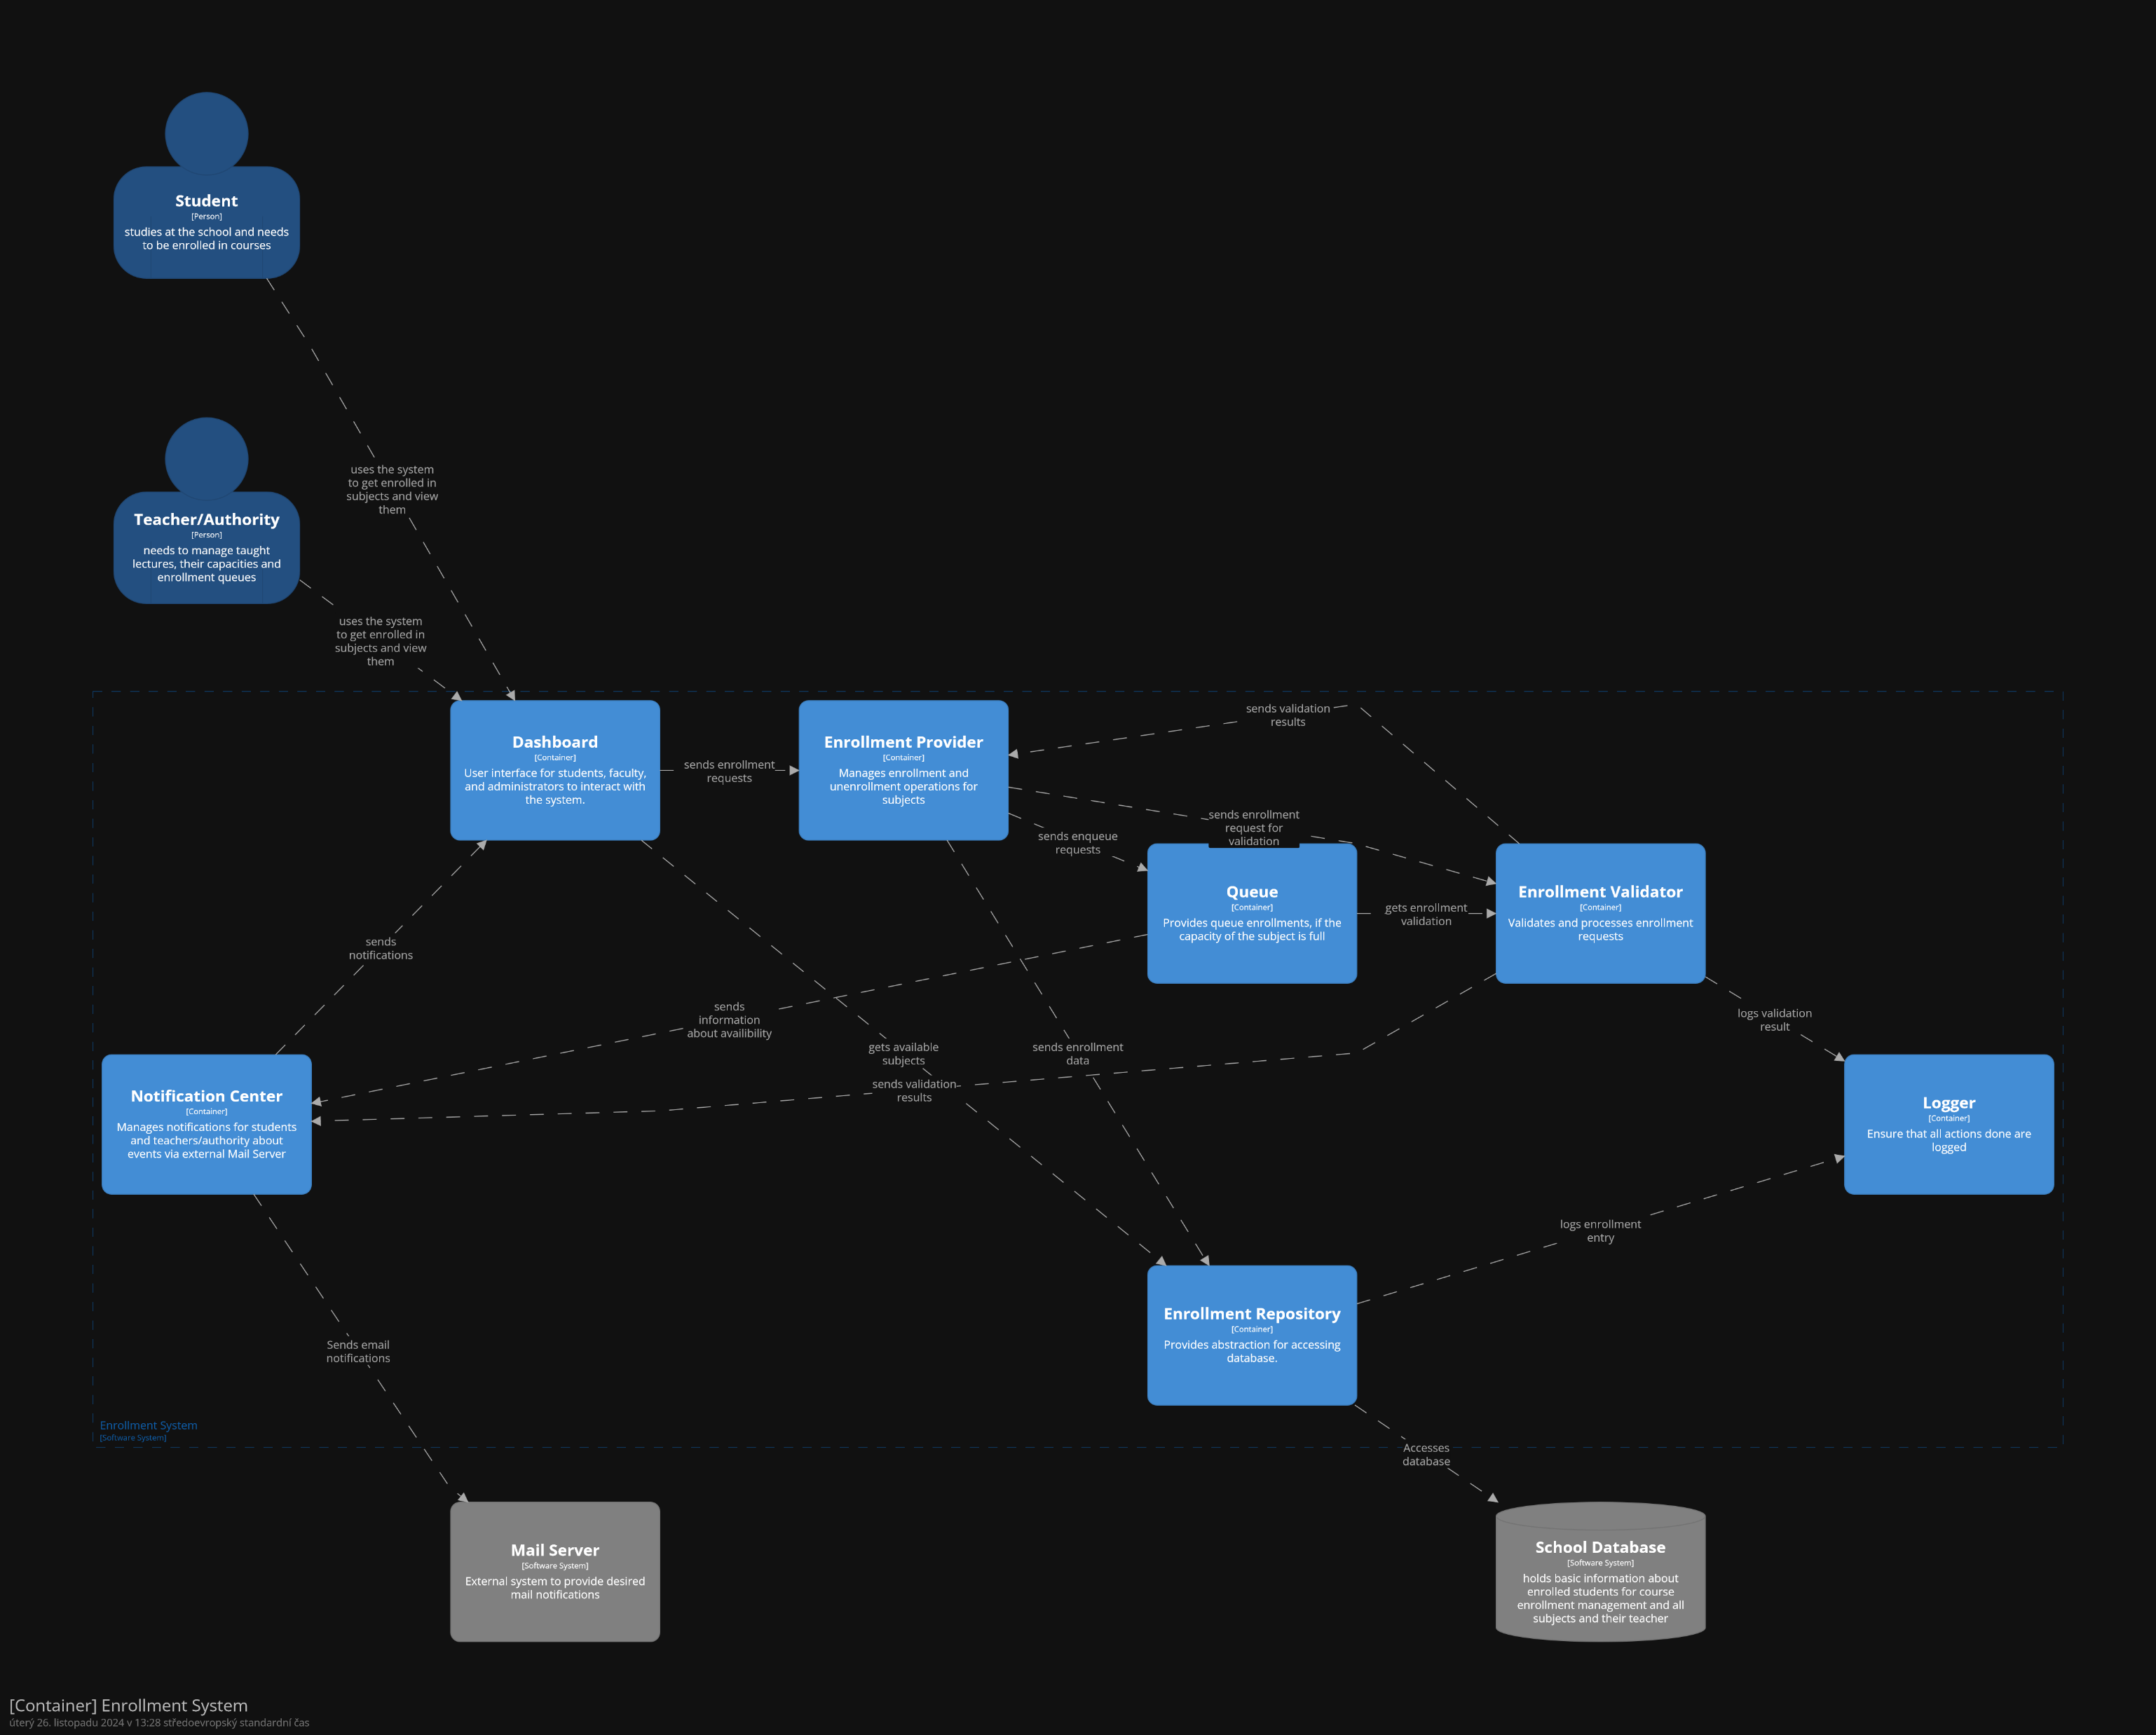 Student
[Person]
studies at the school and needs
to be enrolled in courses
uses the system
to get enrolled in
subjects and view
them
Teacher/Authority
[Person]
needs to manage taught
lectures, their capacities and
enrollment queues
uses the system
to get enrolled in
subjects and view
them
Dashboard
[Container]
User interface for students, faculty,
and administrators to interact with
the system.
sends enrollment
requests
Enrollment Provider
[Container]
Manages enrollment and
unenrollment operations for
subjects
sends validation
results
sends enrollment
request for
validation
sends enqueue
requests
Queue
[Container]
Provides queue enrollments, if the
capacity of the subject is full
gets enrollment
validation
Enrollment Validator
[Container]
Validates and processes enrollment
requests
sends
notifications
sends
information
about availibility
gets available
subjects
sends enrollment
data
sends validation
results
logs validation
result
Notification Center
[Container]
Manages notifications for students
and teachers/authority about
events via external Mail Server
Logger
[Container]
Ensure that all actions done are
logged
logs enrollment
entry
Sends email
notifications
Enrollment Repository
[Container]
Provides abstraction for accessing
database.
Enrollment System
[Software System]
Accesses
database
Mail Server
[Software System]
External system to provide desired
mail notifications
School Database
[Software System]
holds basic information about
enrolled students for course
enrollment management and all
subjects and their teacher
[Container] Enrollment System
úterý 26. listopadu 2024 v 13:28 středoevropský standardní čas